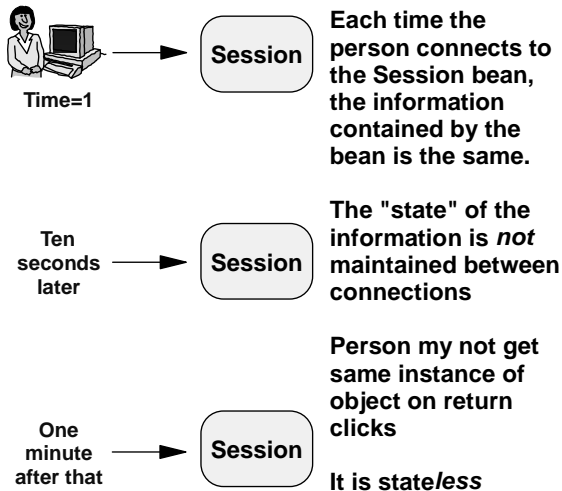 Time=1
Session
Each time the
person connects to
the Session bean,
the information
contained by the
bean is the same.
Ten
seconds
later
Session
The "state" of the
information is not
maintained between
connections
Person my not get
same instance of
object on return
clicks
One
minute
after that
Session
It is stateless